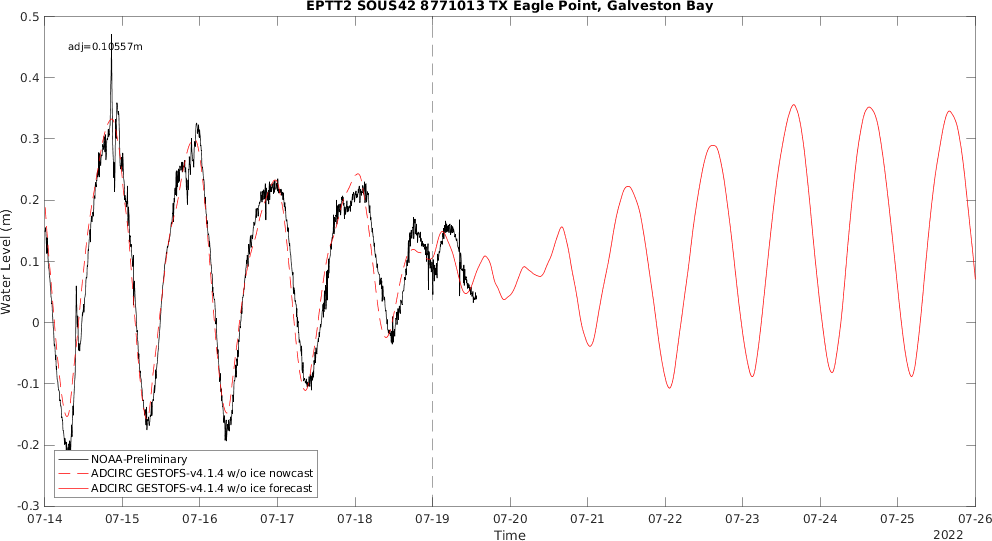 EPTT2 SOUS42 8771013 TX Eagle Point, Galveston Bay
adj=0.10557m
Water Level (m)
0.5
0.4
0.3
0.2
0.1
0
-0.1
-0.2
-0.3
NOAA-Preliminary
ADCIRC GESTOFS-v4.1.4 w/o ice nowcast
ADCIRC GESTOFS-v4.1.4 w/o ice forecast
07-14 07-15 07-16 07-17 07-18 07-19 07-20 07-21 07-22 07-23 07-24 07-25 07-26
Time
2022